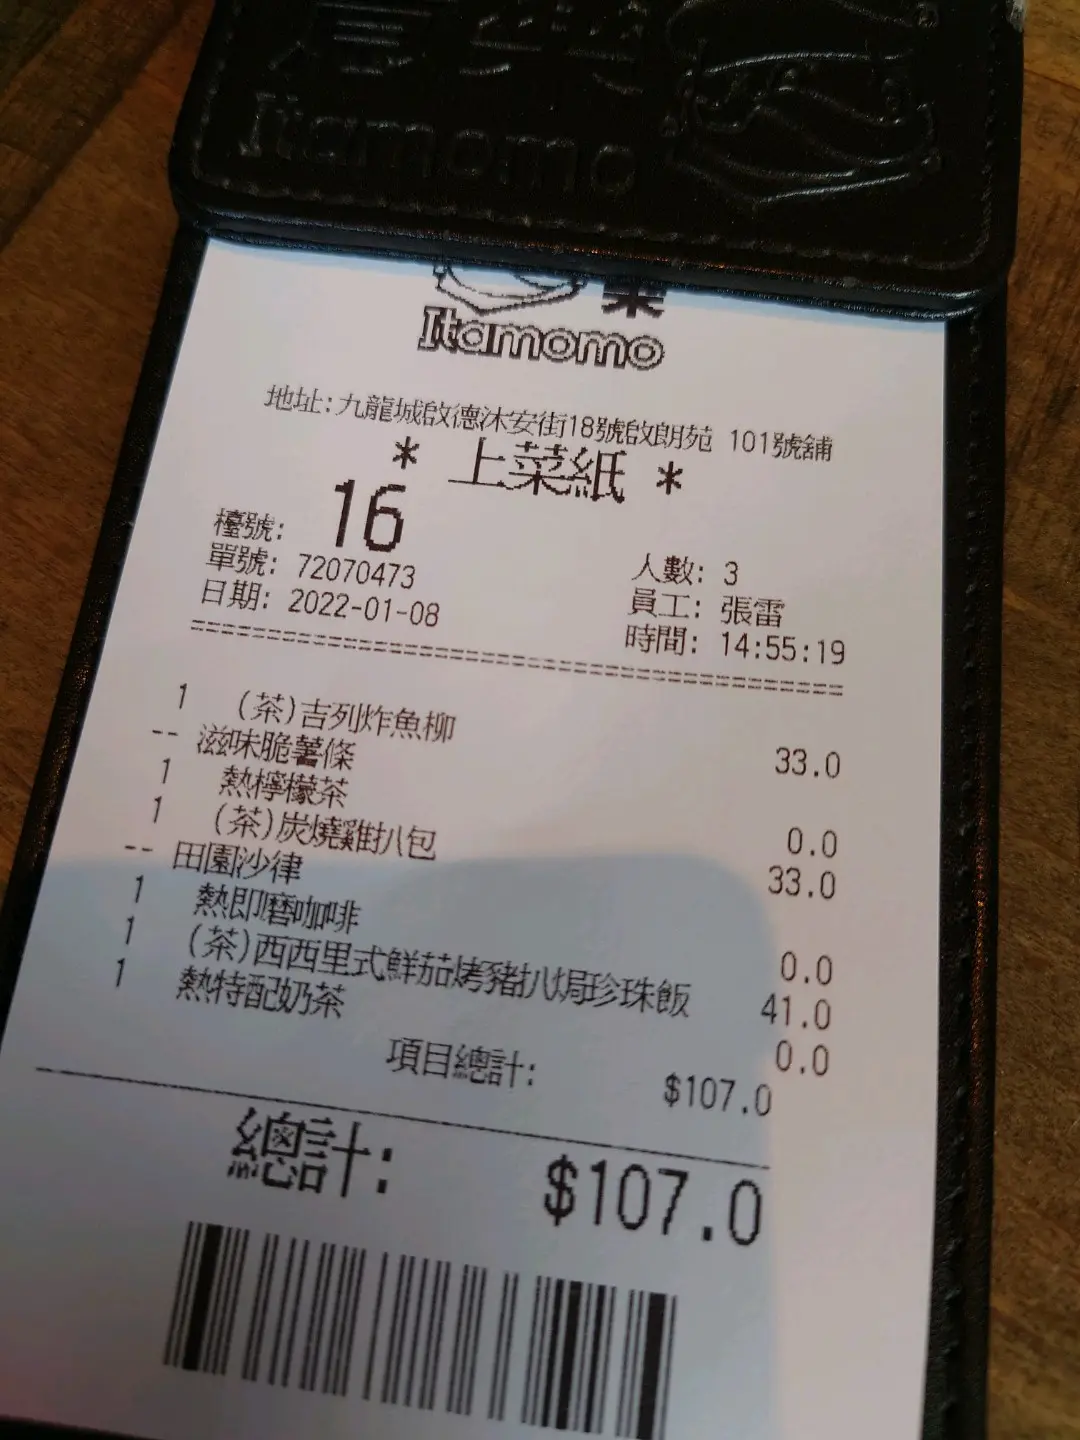 Itamomo
Itamomo
地址:九龍城啟德沐安街18號啟朗苑 101號舖
* 上菜紙 *
檯號: 16
單號: 72070473 人數: 3
日期: 2022-01-08 員工: 張雷
時間: 14:55:19
1 (茶)吉列炸魚柳 33.0
-- 滋味脆薯條
1 熱檸檬茶 0.0
1 (茶)炭燒雞扒包 33.0
-- 田園沙律
1 熱即磨咖啡 0.0
1 (茶)西西里式鮮茄烤豬扒焗珍珠飯 41.0
1 熱特配奶茶 0.0
項目總計: $107.0
總計: $107.0